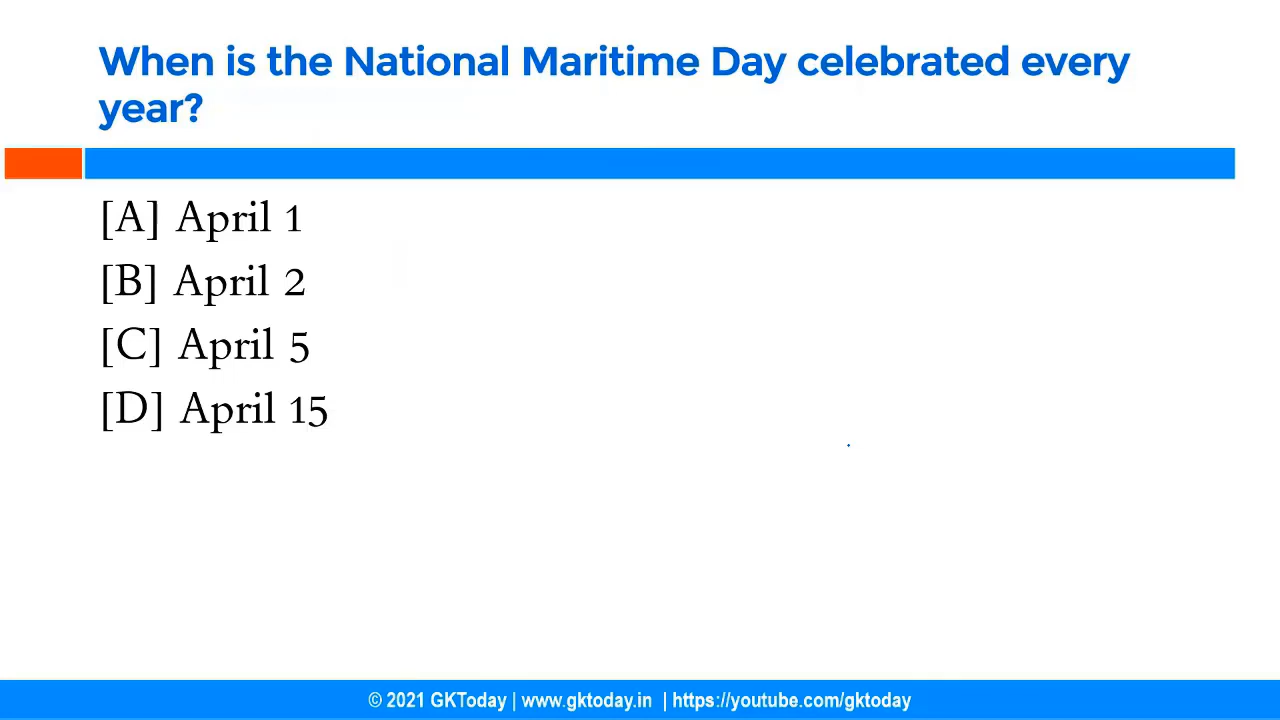 When is the National Maritime Day celebrated every
year?
[A] April 1
[B] April 2
[C] April 5
[D] April 15
© 2021 GKToday | www.gktoday.in | https://youtube.com/gktoday